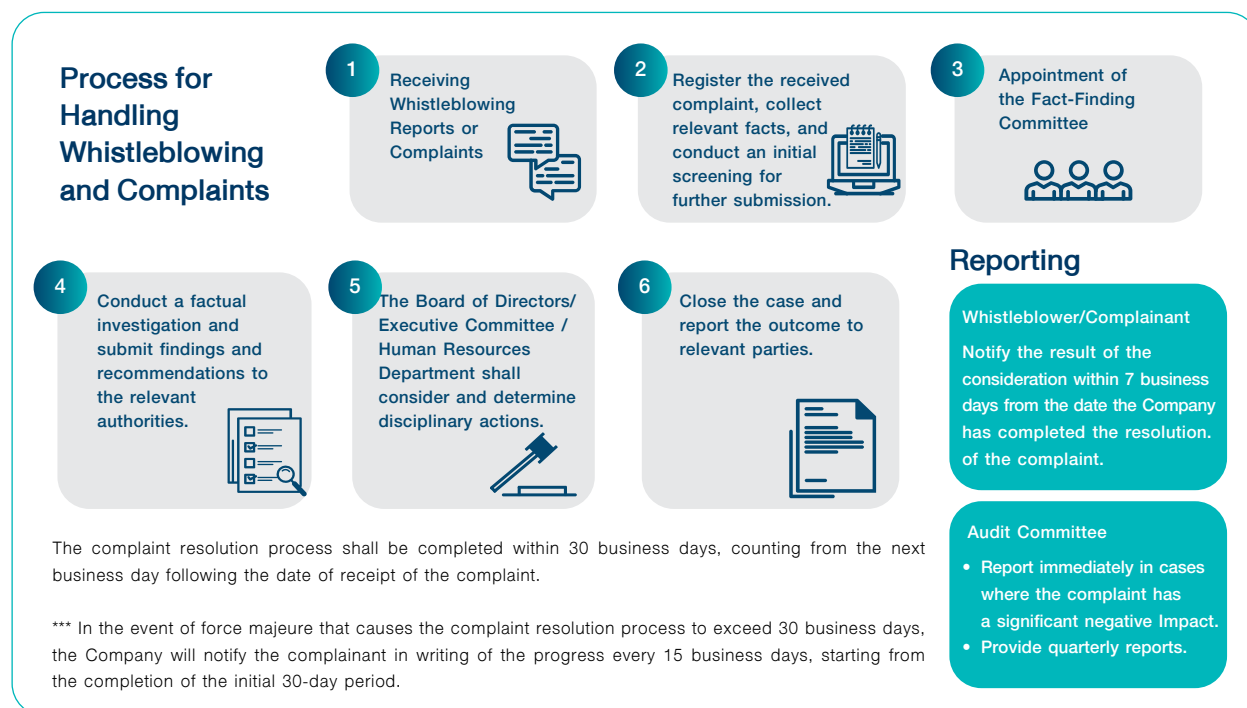 Process for
Handling
Whistleblowing
and Complaints
1
Receiving
Whistleblowing
Reports or
Complaints
2
Register the received
complaint, collect
relevant facts, and
conduct an initial
screening for
further submission.
3
Appointment of
the Fact-Finding
Committee
4
Conduct a factual
investigation and
submit findings and
recommendations to
the relevant
authorities.
5
The Board of Directors/
Executive Committee /
Human Resources
Department shall
consider and determine
disciplinary actions.
6
Close the case and
report the outcome to
relevant parties.
Reporting
Whistleblower/Complainant
Notify the result of the
consideration within 7 business
days from the date the Company
has completed the resolution.
of the complaint.
Audit Committee
• Report immediately in cases
where the complaint has
a significant negative Impact.
• Provide quarterly reports.
The complaint resolution process shall be completed within 30 business days, counting from the next
business day following the date of receipt of the complaint.
*** In the event of force majeure that causes the complaint resolution process to exceed 30 business days,
the Company will notify the complainant in writing of the progress every 15 business days, starting from
the completion of the initial 30-day period.